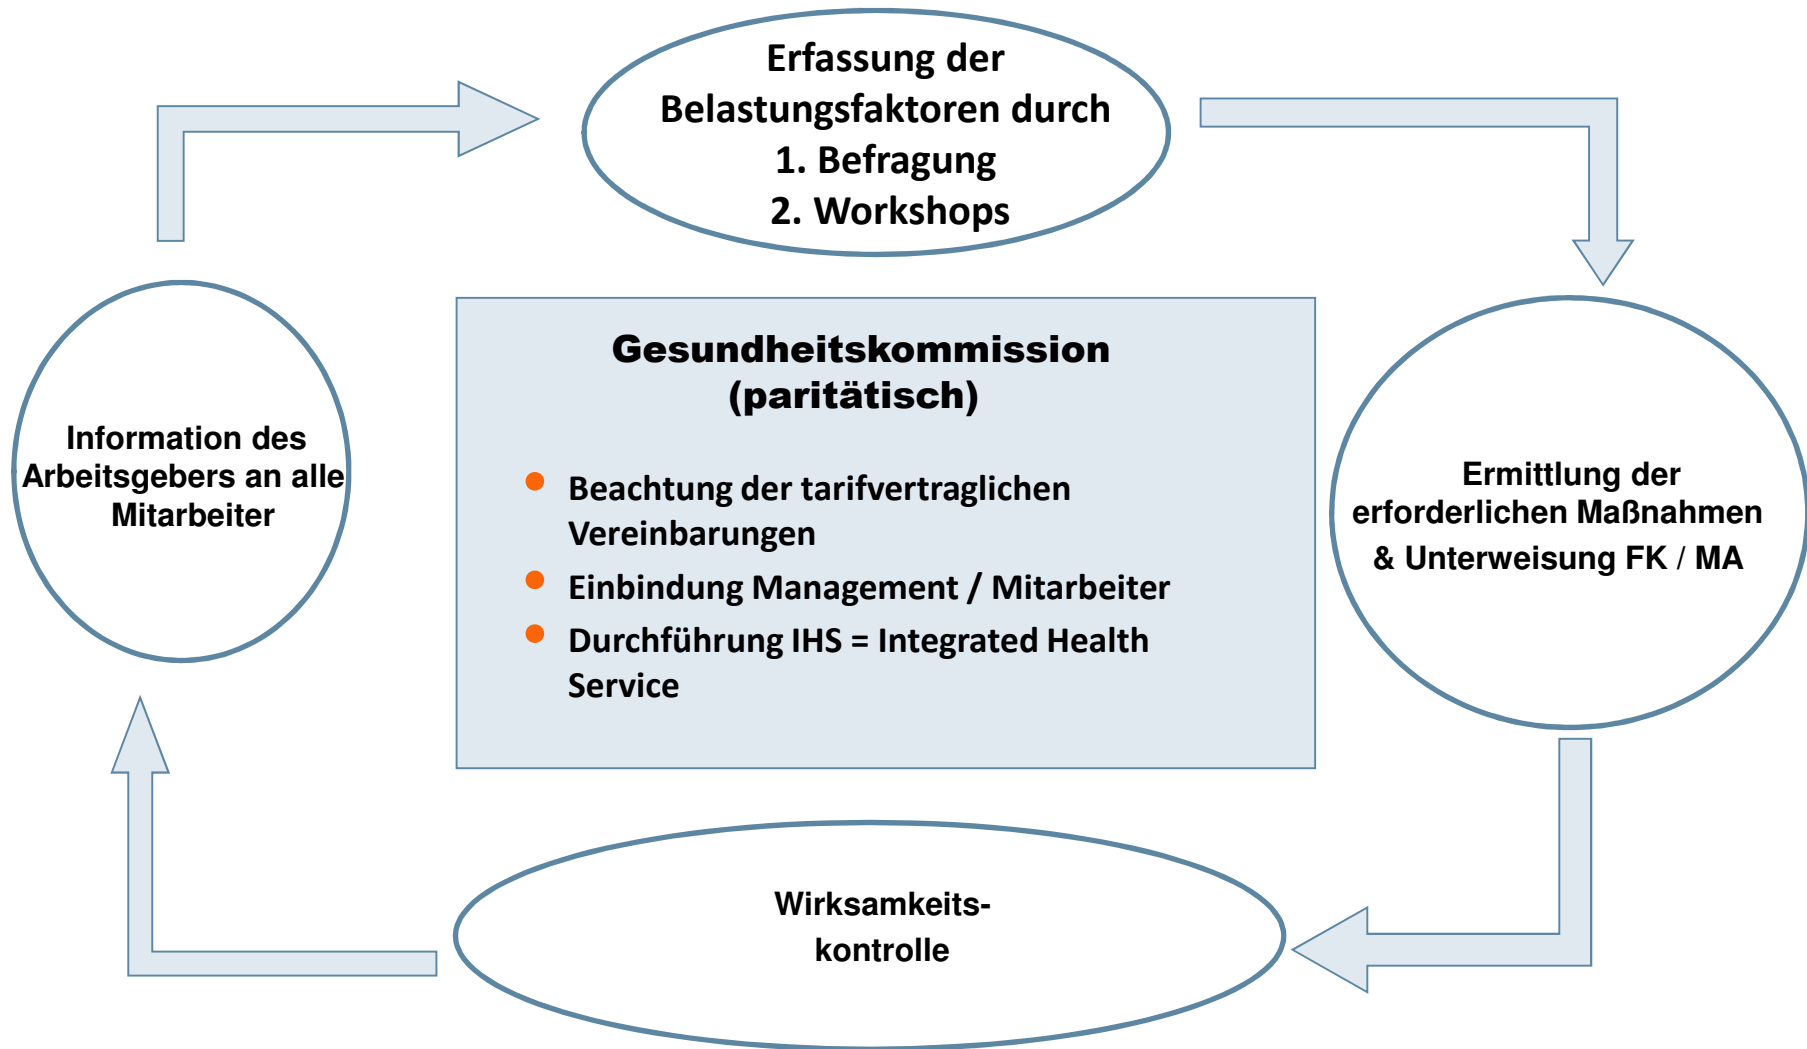 Erfassung der
Belastungsfaktoren durch
1. Befragung
2. Workshops
Information des
Arbeitsgebers an alle
Mitarbeiter
Gesundheitskommission
(paritätisch)
• Beachtung der tarifvertraglichen
Vereinbarungen
• Einbindung Management / Mitarbeiter
• Durchführung IHS = Integrated Health
Service
Ermittlung der
erforderlichen Maßnahmen
& Unterweisung FK / MA
Wirksamkeits-
kontrolle